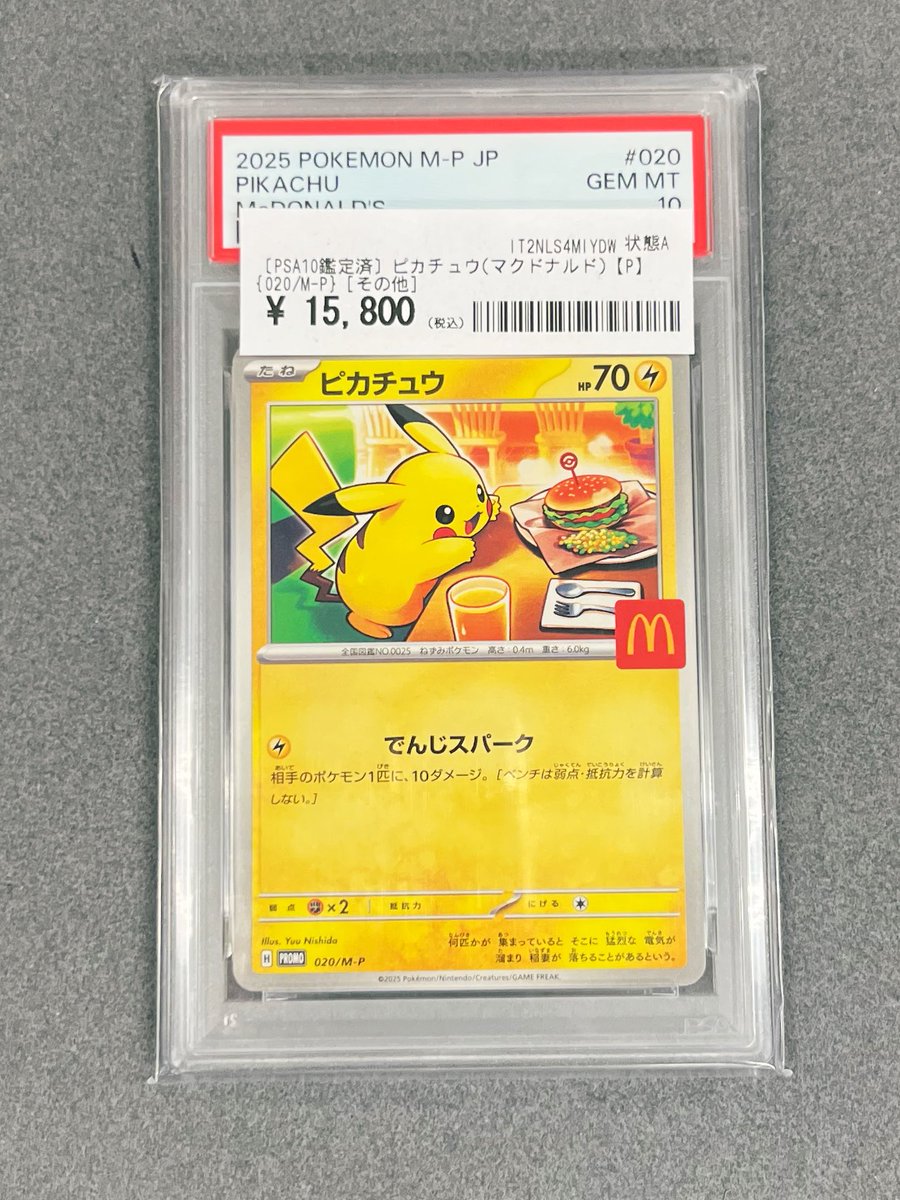 2025 POKEMON M-P JP #020
PIKACHU GEM MT
McDONALD'S 10
IT2NLS4MIYDW 状態A
[PSA10鑑定済] ピカチュウ(マクドナルド)【P】
{020/M-P} [その他]
¥ 15,800 (税込)
たね ピカチュウ HP70
全国図鑑NO.0025 ねずみポケモン 高さ:0.4m 重さ:6.0kg
でんじスパーク
相手のポケモン1匹に、10ダメージ。[ベンチは弱点・抵抗力を計算
しない。]
弱点 ×2 抵抗力 にげる
Illus. Yuu Nishida
何匹かが 集まっていると そこに 猛烈な 電気が
溜まり 稲妻が 落ちることがあるという。
H PROMO 020/M-P
©2025 Pokémon/Nintendo/Creatures/GAME FREAK.